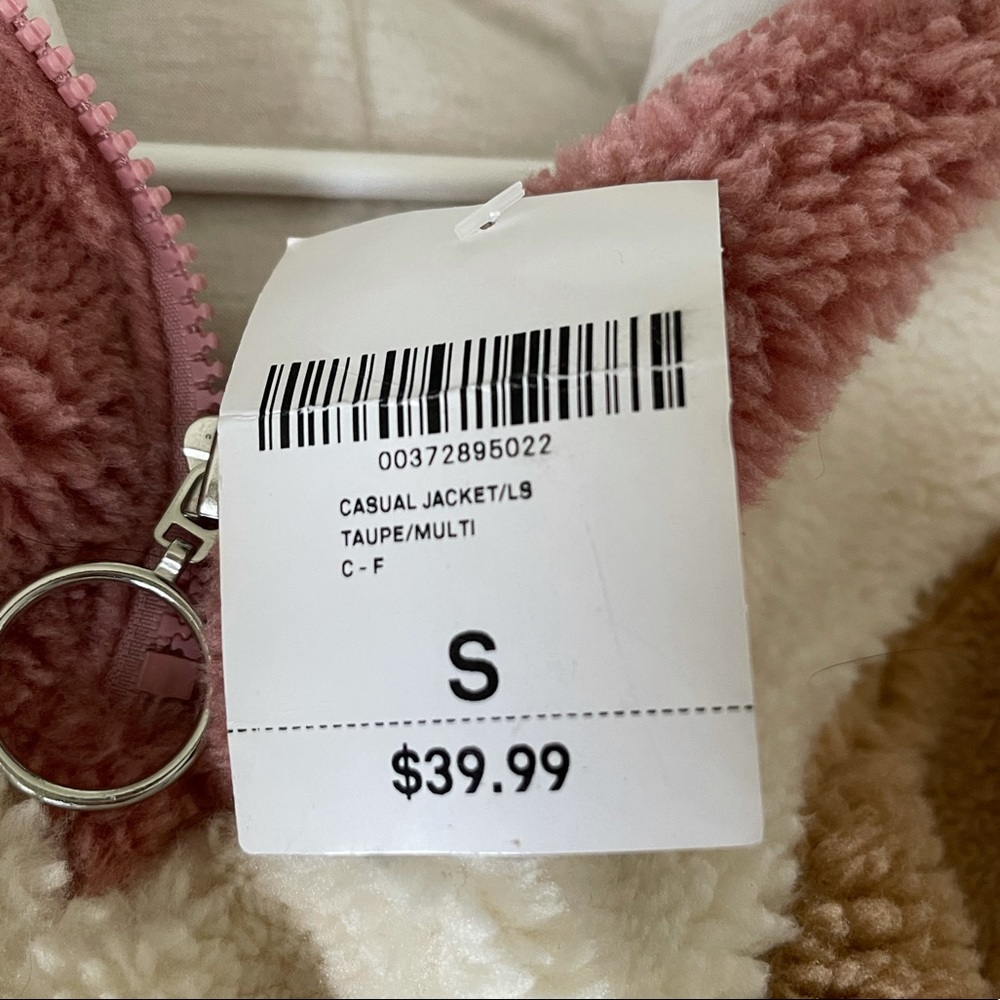 00372895022
CASUAL JACKET/LS
TAUPE/MULTI
C - F
S
$39.99